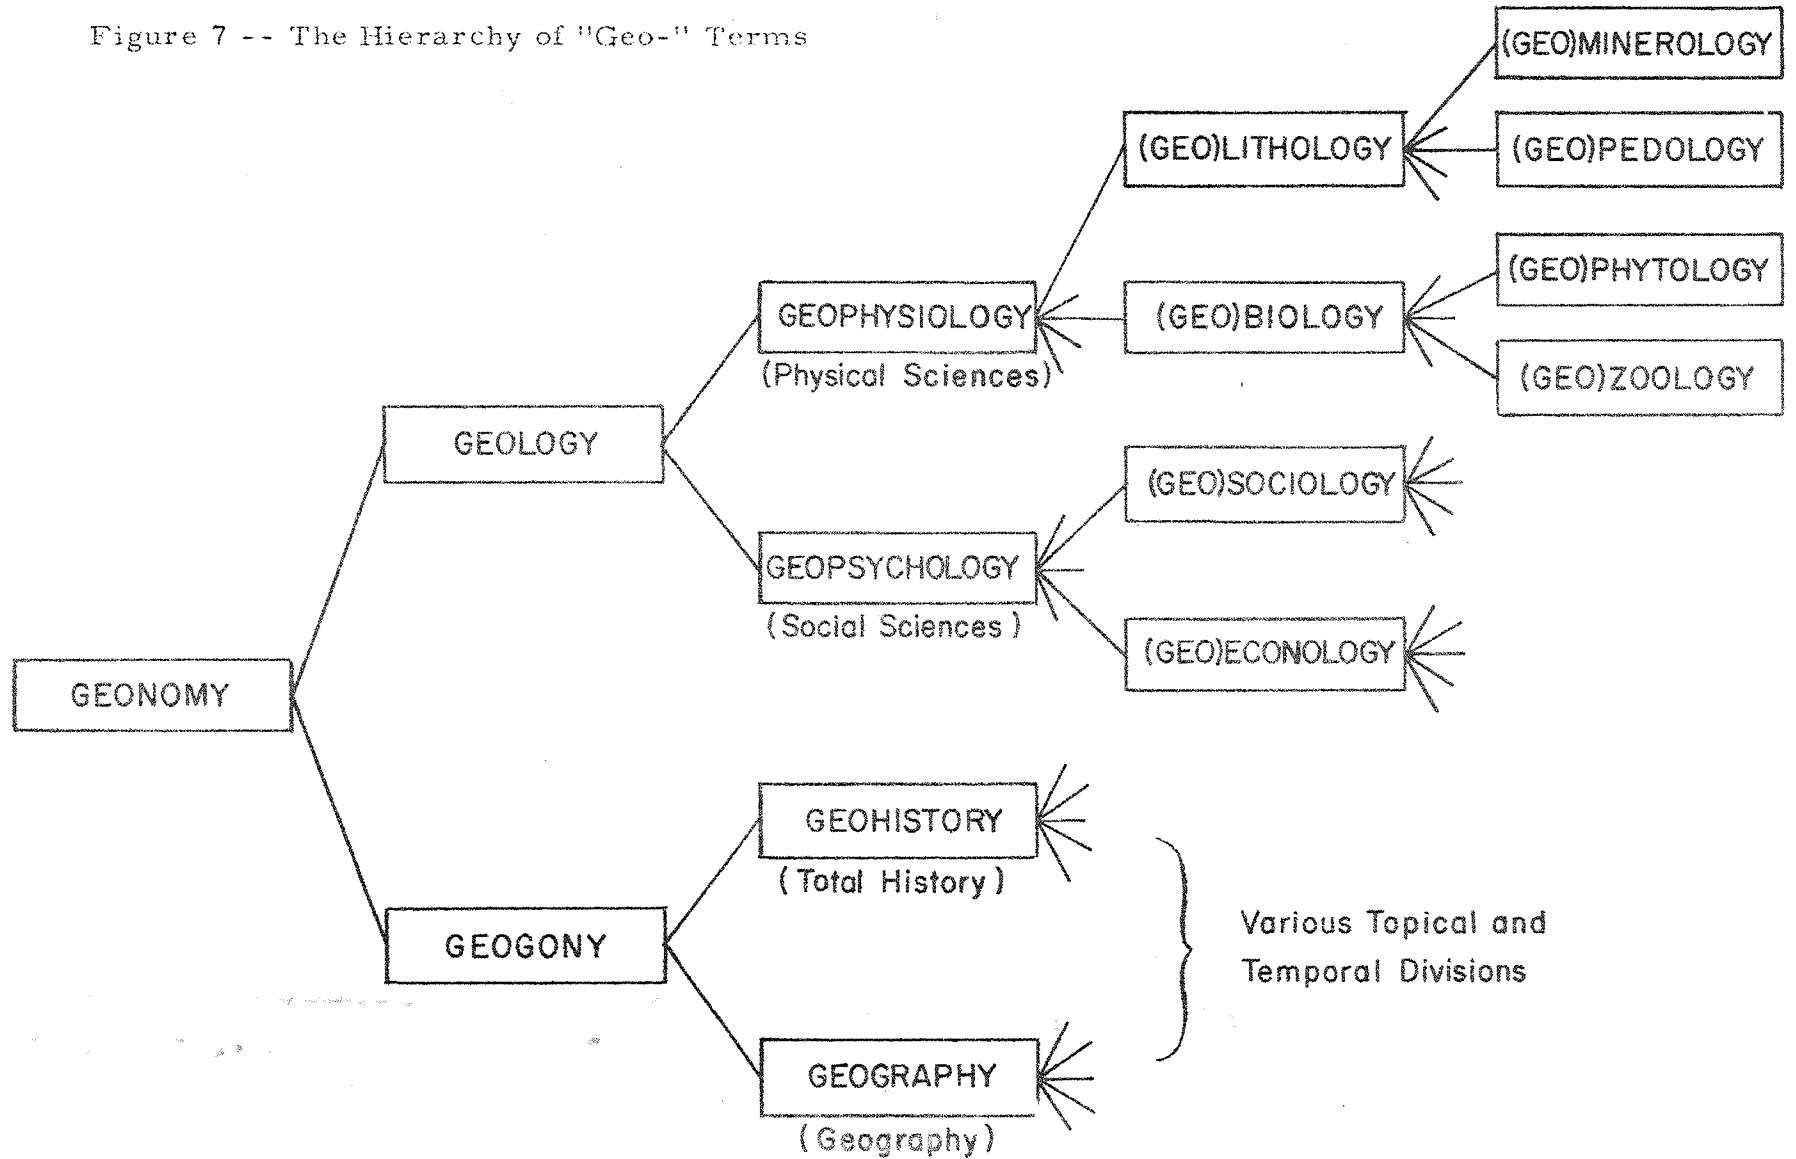 Figure 7 -- The Hierarchy of "Geo-" Terms
(GEO)MINEROLOGY
(GEO)LITHOLOGY
(GEO)PEDOLOGY
(GEO)PHYTOLOGY
GEOPHYSIOLOGY
(GEO)BIOLOGY
(Physical Sciences)
(GEO)ZOOLOGY
GEOLOGY
(GEO)SOCIOLOGY
GEOPSYCHOLOGY
(Social Sciences)
(GEO)ECONOLOGY
GEONOMY
GEOHISTORY
(Total History)
GEOGONY
Various Topical and
Temporal Divisions
GEOGRAPHY
(Geography)